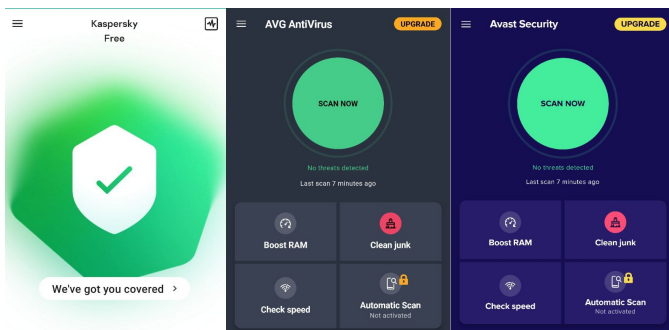 Kaspersky
Free
We've got you covered >
AVG AntiVirus
UPGRADE
SCAN NOW
No threats detected
Last scan 7 minutes ago
Boost RAM
Clean junk
Check speed
Automatic Scan
Not activated
Avast Security
UPGRADE
SCAN NOW
No threats detected
Last scan 7 minutes ago
Boost RAM
Clean junk
Check speed
Automatic Scan
Not activated